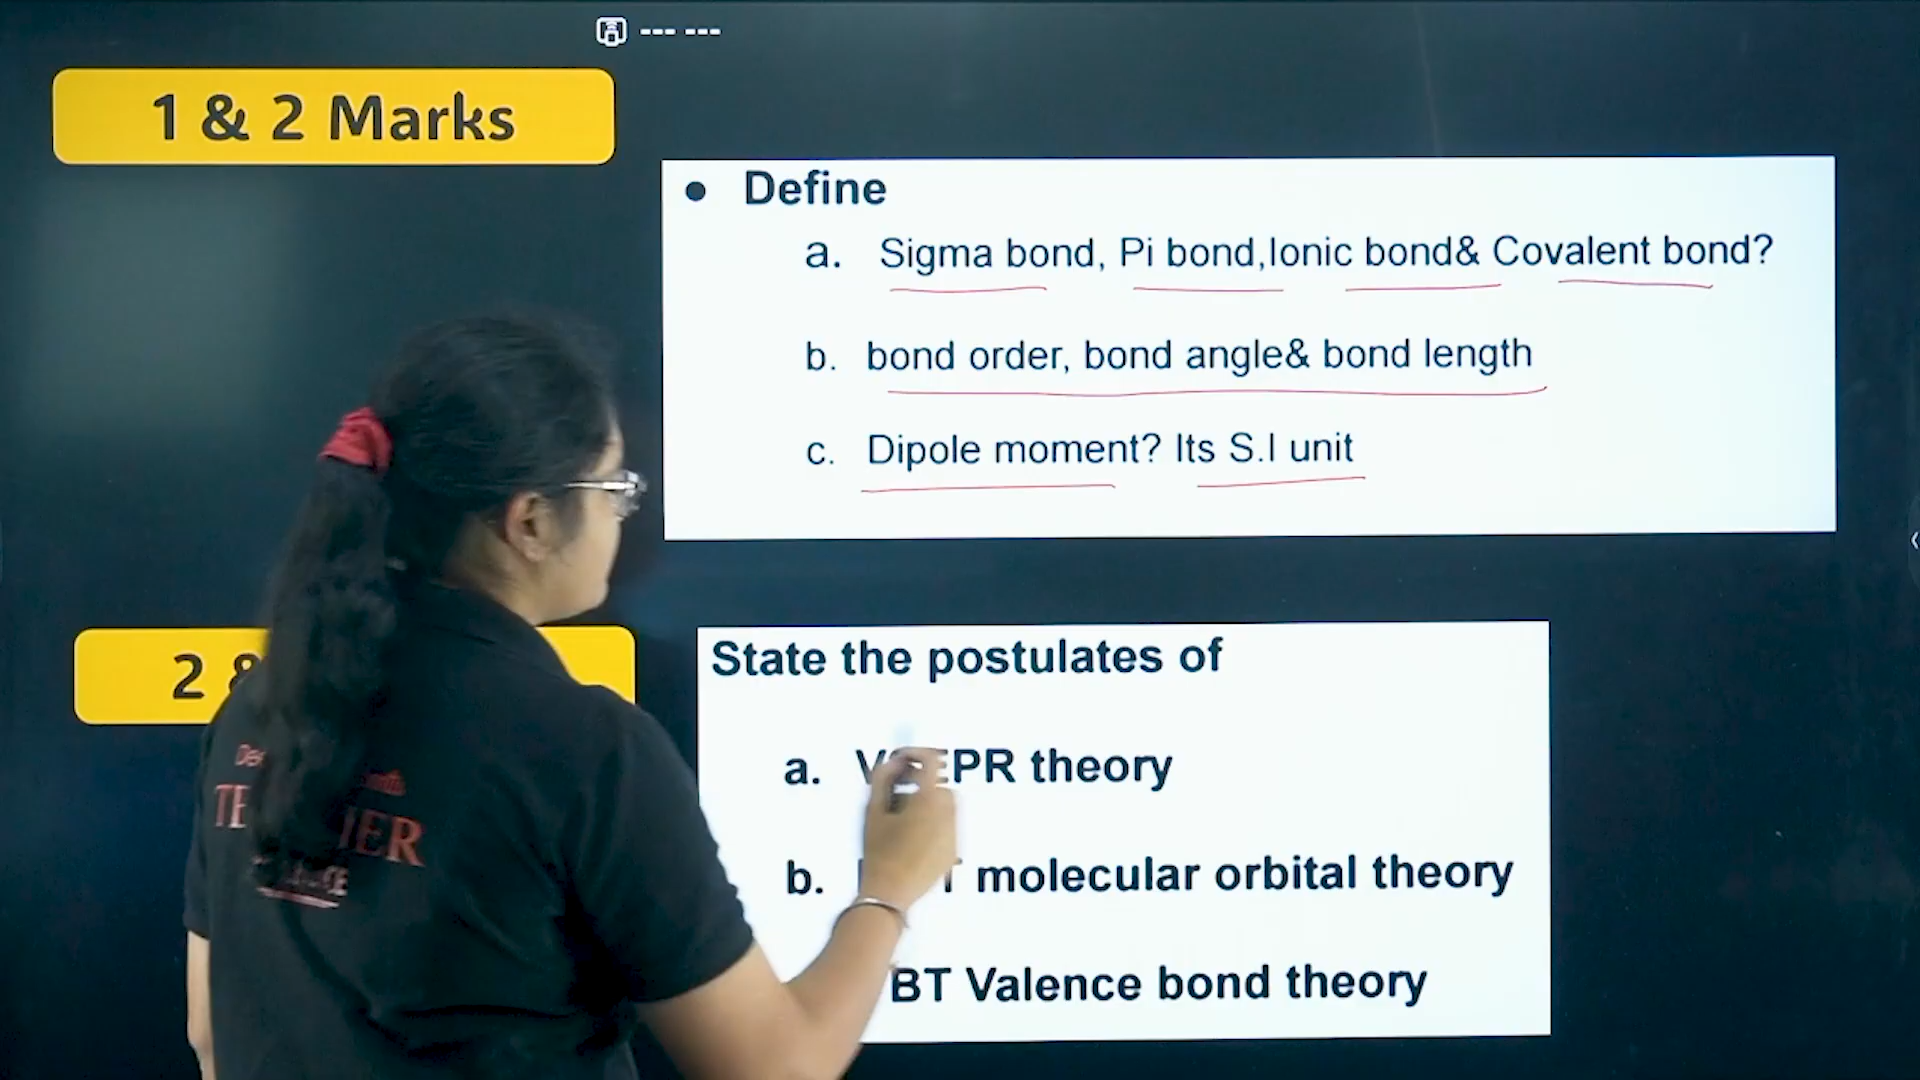 --- ---
1 & 2 Marks
● Define
a. Sigma bond, Pi bond,Ionic bond& Covalent bond?
b. bond order, bond angle& bond length
c. Dipole moment? Its S.I unit
2 &
State the postulates of
a. VSEPR theory
b. molecular orbital theory
BT Valence bond theory